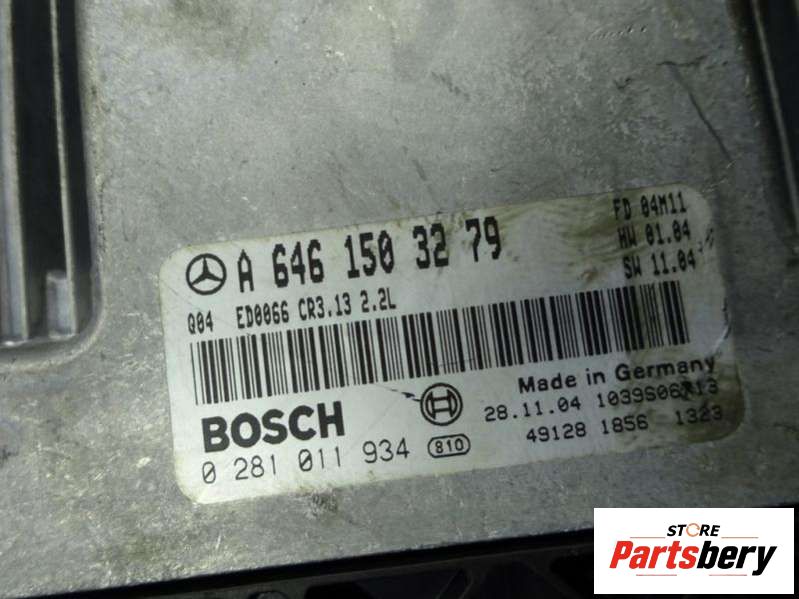 A 646 150 32 79
FD 04M11
HW 01.04
SW 11.04
Q04 ED0066 CR3.13 2.2L
Made in Germany
BOSCH
28.11.04 1039S06713
0 281 011 934 810
49128 1856 1323
STORE
Partsbery